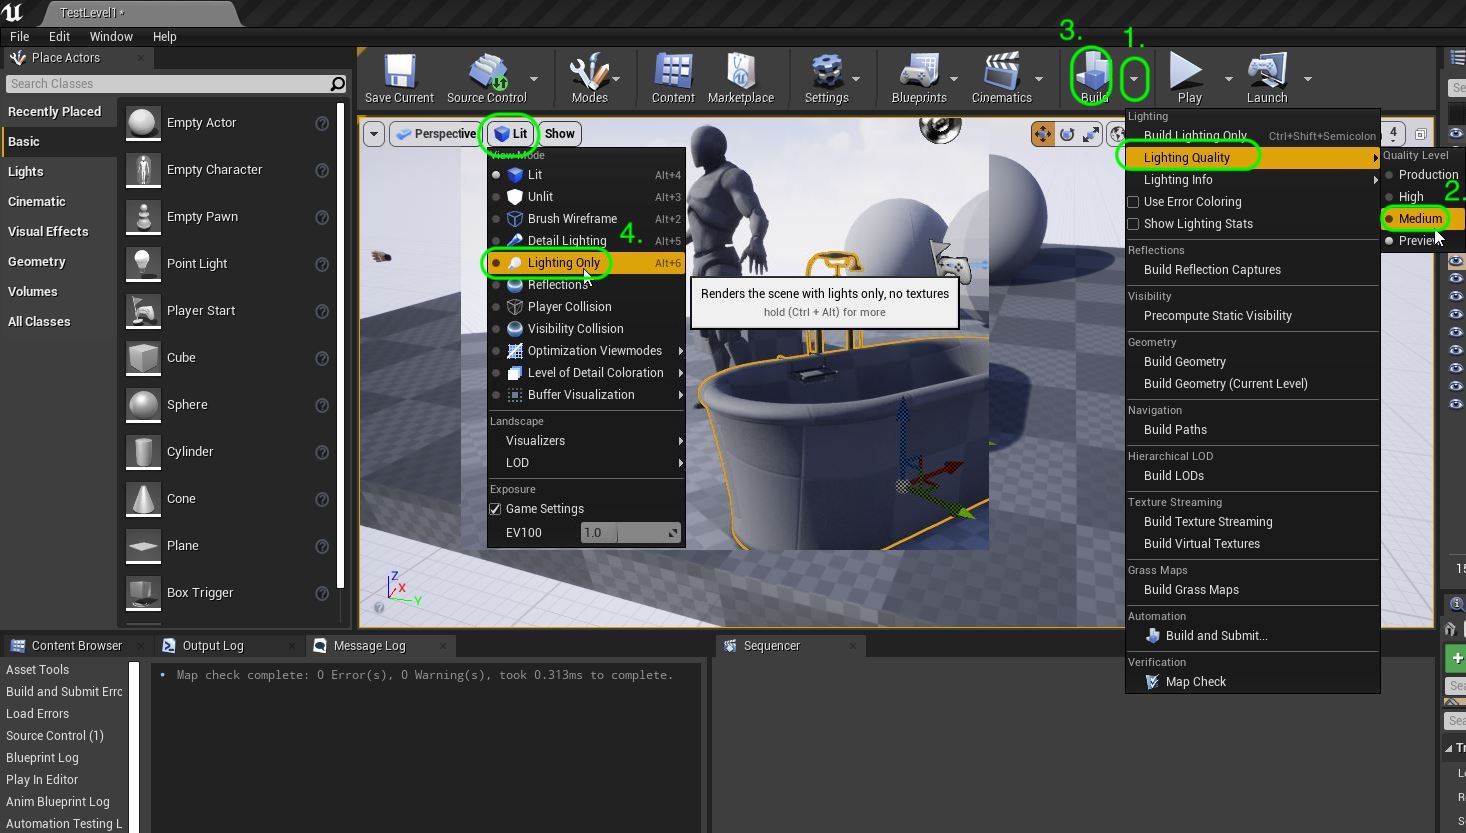 TestLevel1*
File Edit Window Help
3.
1.
Place Actors
Search Classes
Recently Placed
Basic
Lights
Cinematic
Visual Effects
Geometry
Volumes
All Classes
Empty Actor
Empty Character
Empty Pawn
Point Light
Player Start
Cube
Sphere
Cylinder
Cone
Plane
Box Trigger
Save Current
Source Control
Modes
Content
Marketplace
Settings
Blueprints
Cinematics
Build
Play
Launch
Perspective
Lit
Show
4
View Mode
Lit Alt+4
Unlit Alt+3
Brush Wireframe Alt+2
4.
Detail Lighting Alt+5
Lighting Only Alt+6
Reflections
Player Collision
Visibility Collision
Optimization Viewmodes
Level of Detail Coloration
Buffer Visualization
Landscape
Visualizers
LOD
Exposure
Game Settings
EV100 1.0
Renders the scene with lights only, no textures
hold (Ctrl + Alt) for more
Z
X
Y
Lighting
Build Lighting Only Ctrl+Shift+Semicolon
Lighting Quality
Lighting Info
Use Error Coloring
Show Lighting Stats
Reflections
Build Reflection Captures
Visibility
Precompute Static Visibility
Geometry
Build Geometry
Build Geometry (Current Level)
Navigation
Build Paths
Hierarchical LOD
Build LODs
Texture Streaming
Build Texture Streaming
Build Virtual Textures
Grass Maps
Build Grass Maps
Automation
Build and Submit...
Verification
Map Check
Quality Level
Production
High
2.
Medium
Preview
Content Browser
Output Log
Message Log
Sequencer
Asset Tools
Build and Submit Errc
Load Errors
Source Control (1)
Blueprint Log
Play In Editor
Anim Blueprint Log
Automation Testing L
Map check complete: 0 Error(s), 0 Warning(s), took 0.313ms to complete.
Se
15
Sea
Sea
Tr